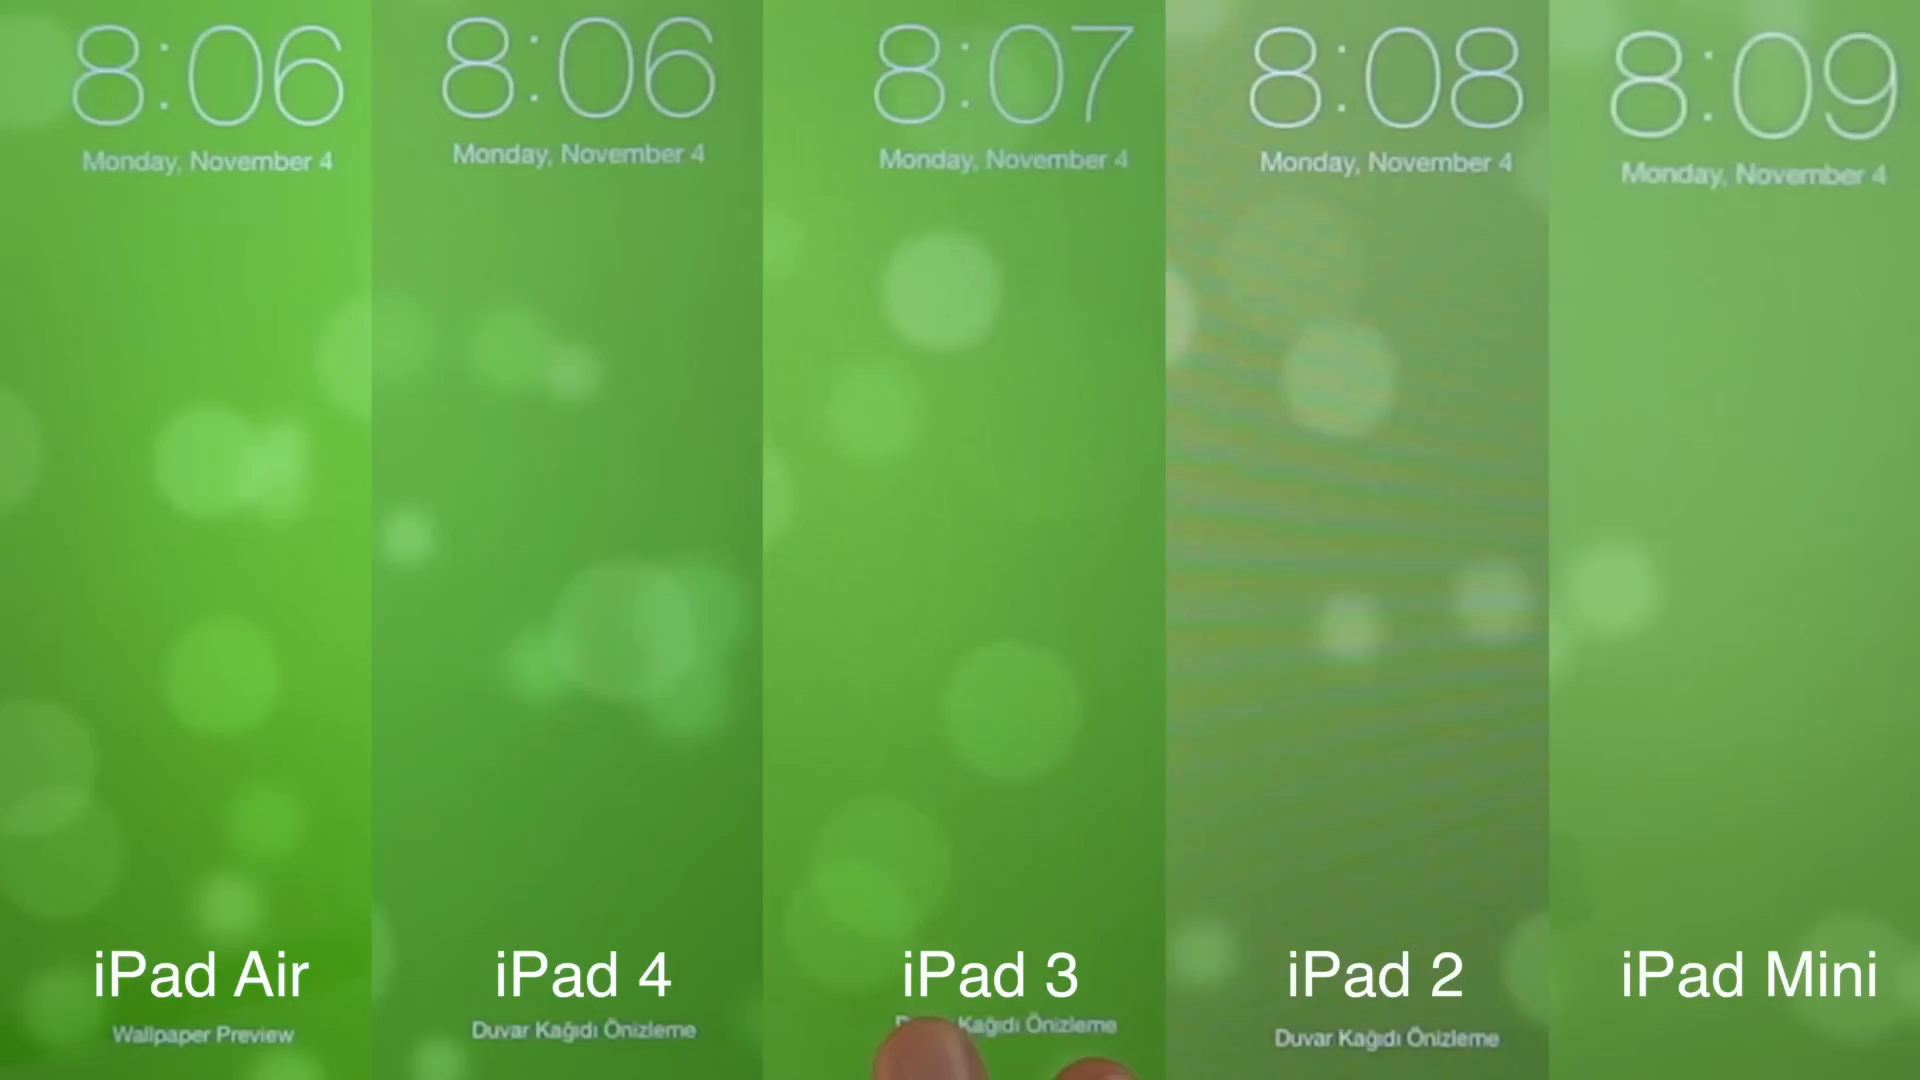 8:06
Monday, November 4
iPad Air
Wallpaper Preview
8:06
Monday, November 4
iPad 4
Duvar Kağıdı Önizleme
8:07
Monday, November 4
iPad 3
Kağıdı Önizleme
8:08
Monday, November 4
iPad 2
Duvar Kağıdı Önizleme
8:09
Monday, November 4
iPad Mini